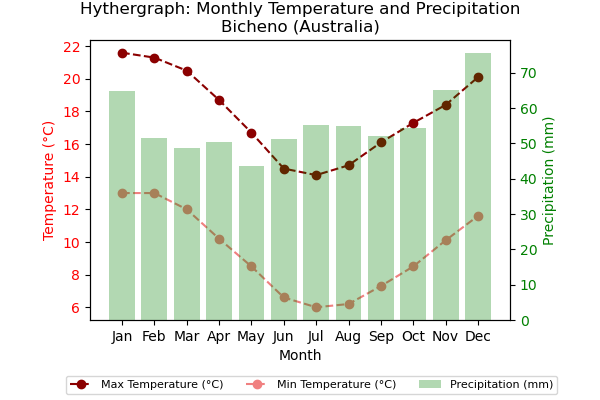 Hythergraph: Monthly Temperature and Precipitation
Bicheno (Australia)
22
20
18
16
14
12
10
8
6
Temperature (°C)
70
60
50
40
30
20
10
0
Precipitation (mm)
Jan Feb Mar Apr May Jun Jul Aug Sep Oct Nov Dec
Month
Max Temperature (°C) Min Temperature (°C) Precipitation (mm)